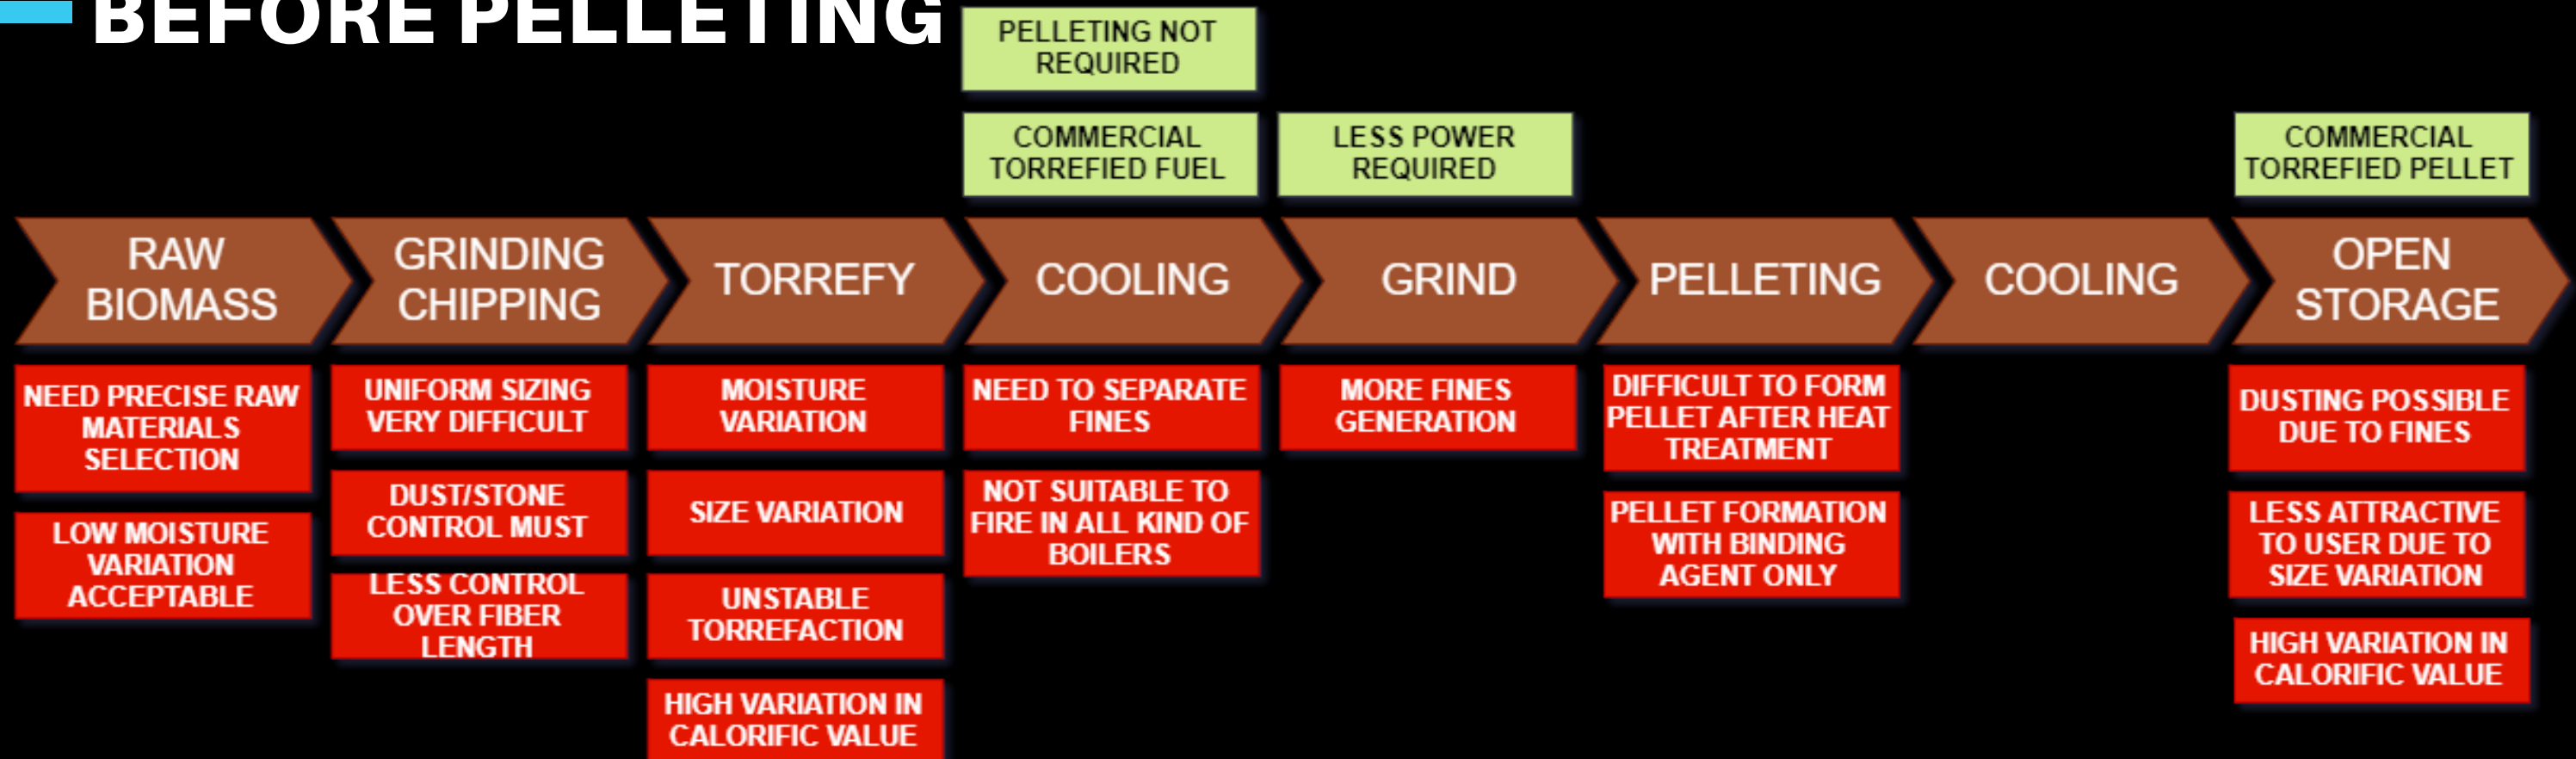 BEFORE PELLETING
PELLETING NOT
REQUIRED
COMMERCIAL
TORREFIED FUEL
LESS POWER
REQUIRED
COMMERCIAL
TORREFIED PELLET
RAW
BIOMASS
GRINDING
CHIPPING
TORREFY
COOLING
GRIND
PELLETING
COOLING
OPEN
STORAGE
NEED PRECISE RAW
MATERIALS
SELECTION
LOW MOISTURE
VARIATION
ACCEPTABLE
UNIFORM SIZING
VERY DIFFICULT
DUST/STONE
CONTROL MUST
LESS CONTROL
OVER FIBER
LENGTH
MOISTURE
VARIATION
SIZE VARIATION
UNSTABLE
TORREFACTION
HIGH VARIATION IN
CALORIFIC VALUE
NEED TO SEPARATE
FINES
NOT SUITABLE TO
FIRE IN ALL KIND OF
BOILERS
MORE FINES
GENERATION
DIFFICULT TO FORM
PELLET AFTER HEAT
TREATMENT
PELLET FORMATION
WITH BINDING
AGENT ONLY
DUSTING POSSIBLE
DUE TO FINES
LESS ATTRACTIVE
TO USER DUE TO
SIZE VARIATION
HIGH VARIATION IN
CALORIFIC VALUE